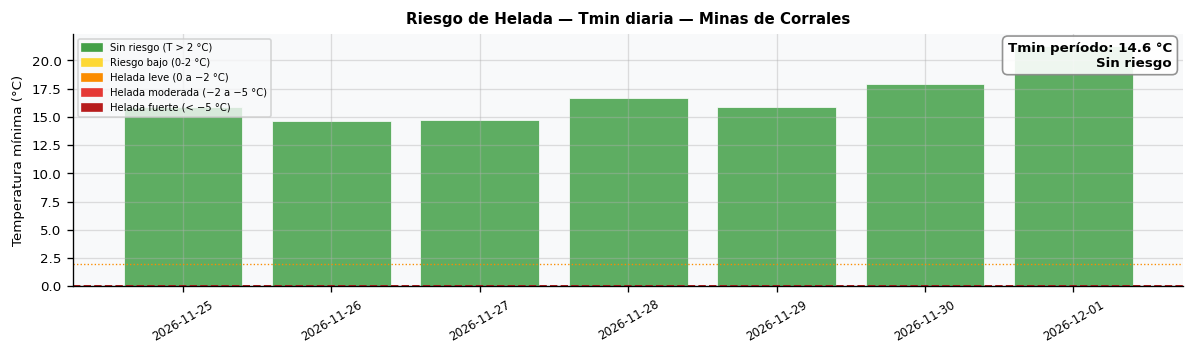 Riesgo de Helada — Tmin diaria — Minas de Corrales
Temperatura mínima (°C)
20.0
17.5
15.0
12.5
10.0
7.5
5.0
2.5
0.0
Sin riesgo (T > 2 °C)
Riesgo bajo (0-2 °C)
Helada leve (0 a −2 °C)
Helada moderada (−2 a −5 °C)
Helada fuerte (< −5 °C)
Tmin período: 14.6 °C
Sin riesgo
2026-11-25
2026-11-26
2026-11-27
2026-11-28
2026-11-29
2026-11-30
2026-12-01